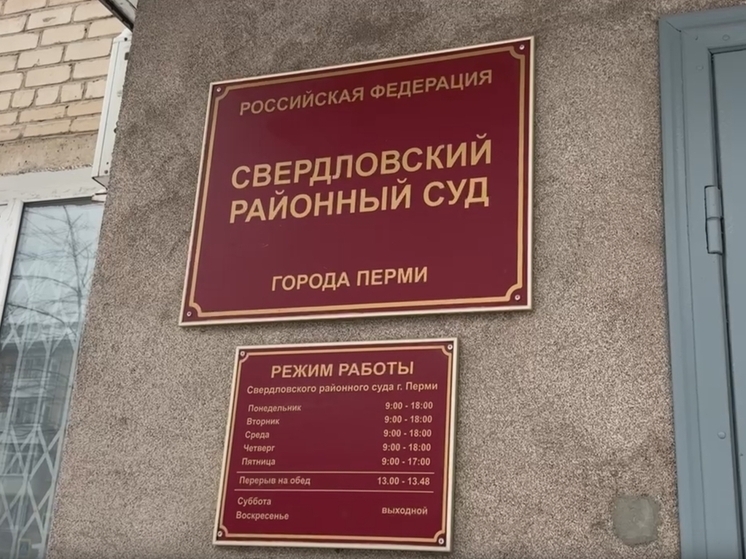 РОССИЙСКАЯ ФЕДЕРАЦИЯ
СВЕРДЛОВСКИЙ
РАЙОННЫЙ СУД
ГОРОДА ПЕРМИ
РЕЖИМ РАБОТЫ
Свердловского районного суда г. Перми
Понедельник 9:00 - 18:00
Вторник 9:00 - 18:00
Среда 9:00 - 18:00
Четверг 9:00 - 18:00
Пятница 9:00 - 17:00
Перерыв на обед 13.00 - 13.48
Суббота
Воскресенье выходной